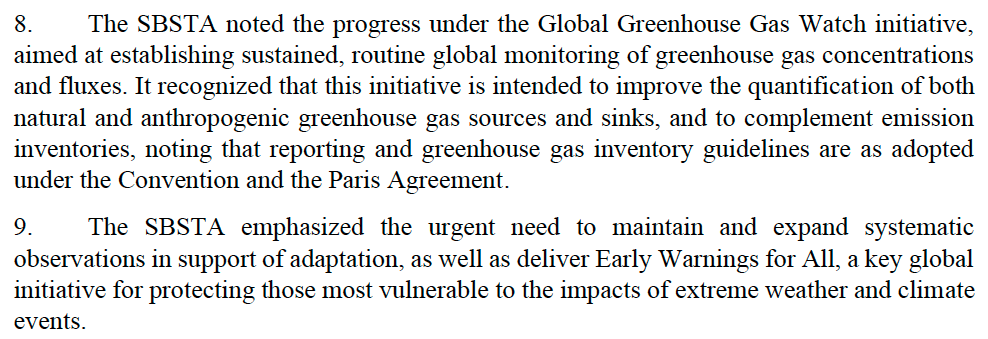 8. The SBSTA noted the progress under the Global Greenhouse Gas Watch initiative,
aimed at establishing sustained, routine global monitoring of greenhouse gas concentrations
and fluxes. It recognized that this initiative is intended to improve the quantification of both
natural and anthropogenic greenhouse gas sources and sinks, and to complement emission
inventories, noting that reporting and greenhouse gas inventory guidelines are as adopted
under the Convention and the Paris Agreement.
9. The SBSTA emphasized the urgent need to maintain and expand systematic
observations in support of adaptation, as well as deliver Early Warnings for All, a key global
initiative for protecting those most vulnerable to the impacts of extreme weather and climate
events.